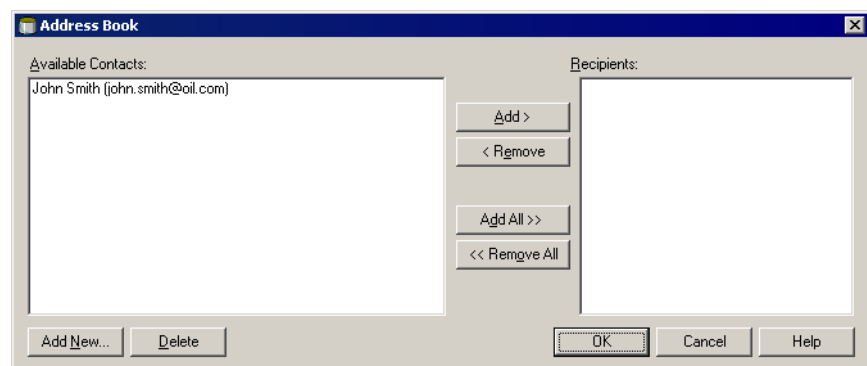 Address Book
Available Contacts:
Recipients:
John Smith (john.smith@oil.com)
Add >
< Remove
Add All >>
<< Remove All
Add New...
Delete
OK
Cancel
Help